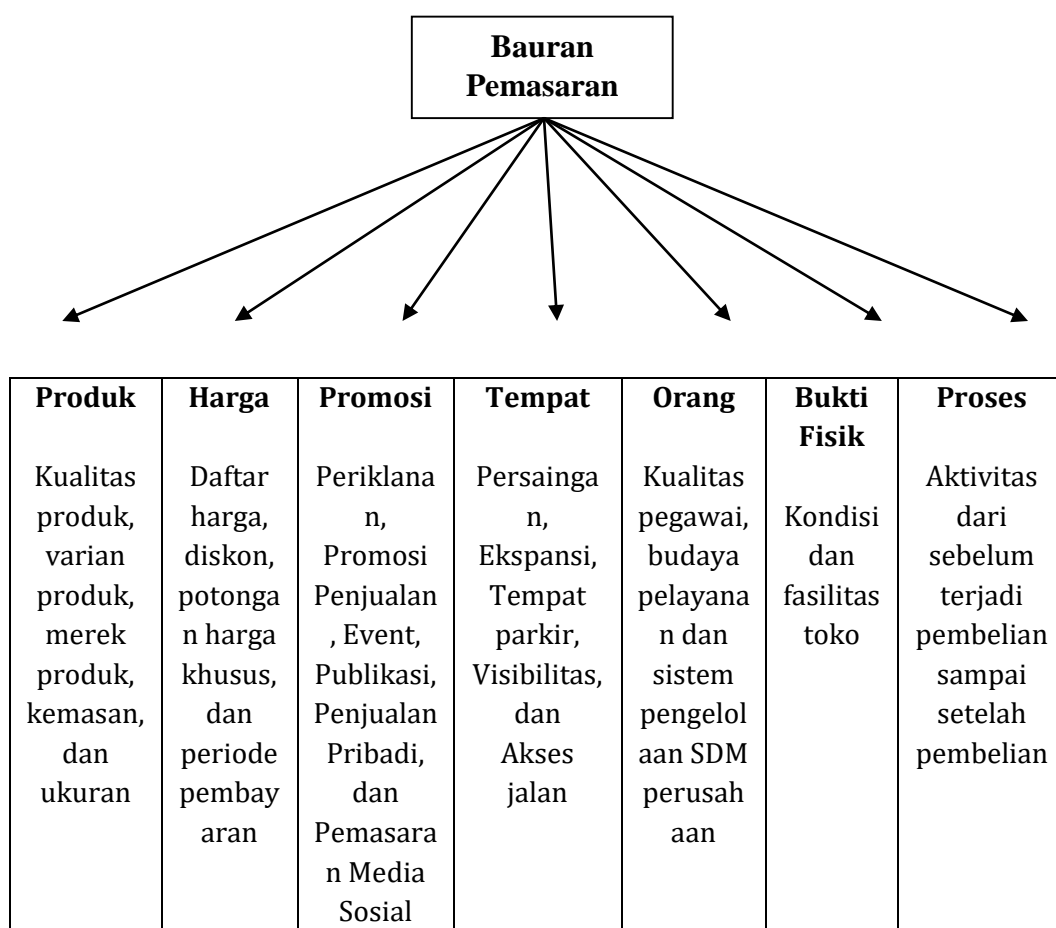 Bauran
Pemasaran
Produk
Kualitas
produk,
varian
produk,
merek
produk,
kemasan,
dan
ukuran
Harga
Daftar
harga,
diskon,
potonga
n harga
khusus,
dan
periode
pembay
aran
Promosi
Periklana
n,
Promosi
Penjualan
, Event,
Publikasi,
Penjualan
Pribadi,
dan
Pemasara
n Media
Sosial
Tempat
Persainga
n,
Ekspansi,
Tempat
parkir,
Visibilitas,
dan
Akses
jalan
Orang
Kualitas
pegawai,
budaya
pelayana
n dan
sistem
pengelol
aan SDM
perusah
aan
Bukti
Fisik
Kondisi
dan
fasilitas
toko
Proses
Aktivitas
dari
sebelum
terjadi
pembelian
sampai
setelah
pembelian